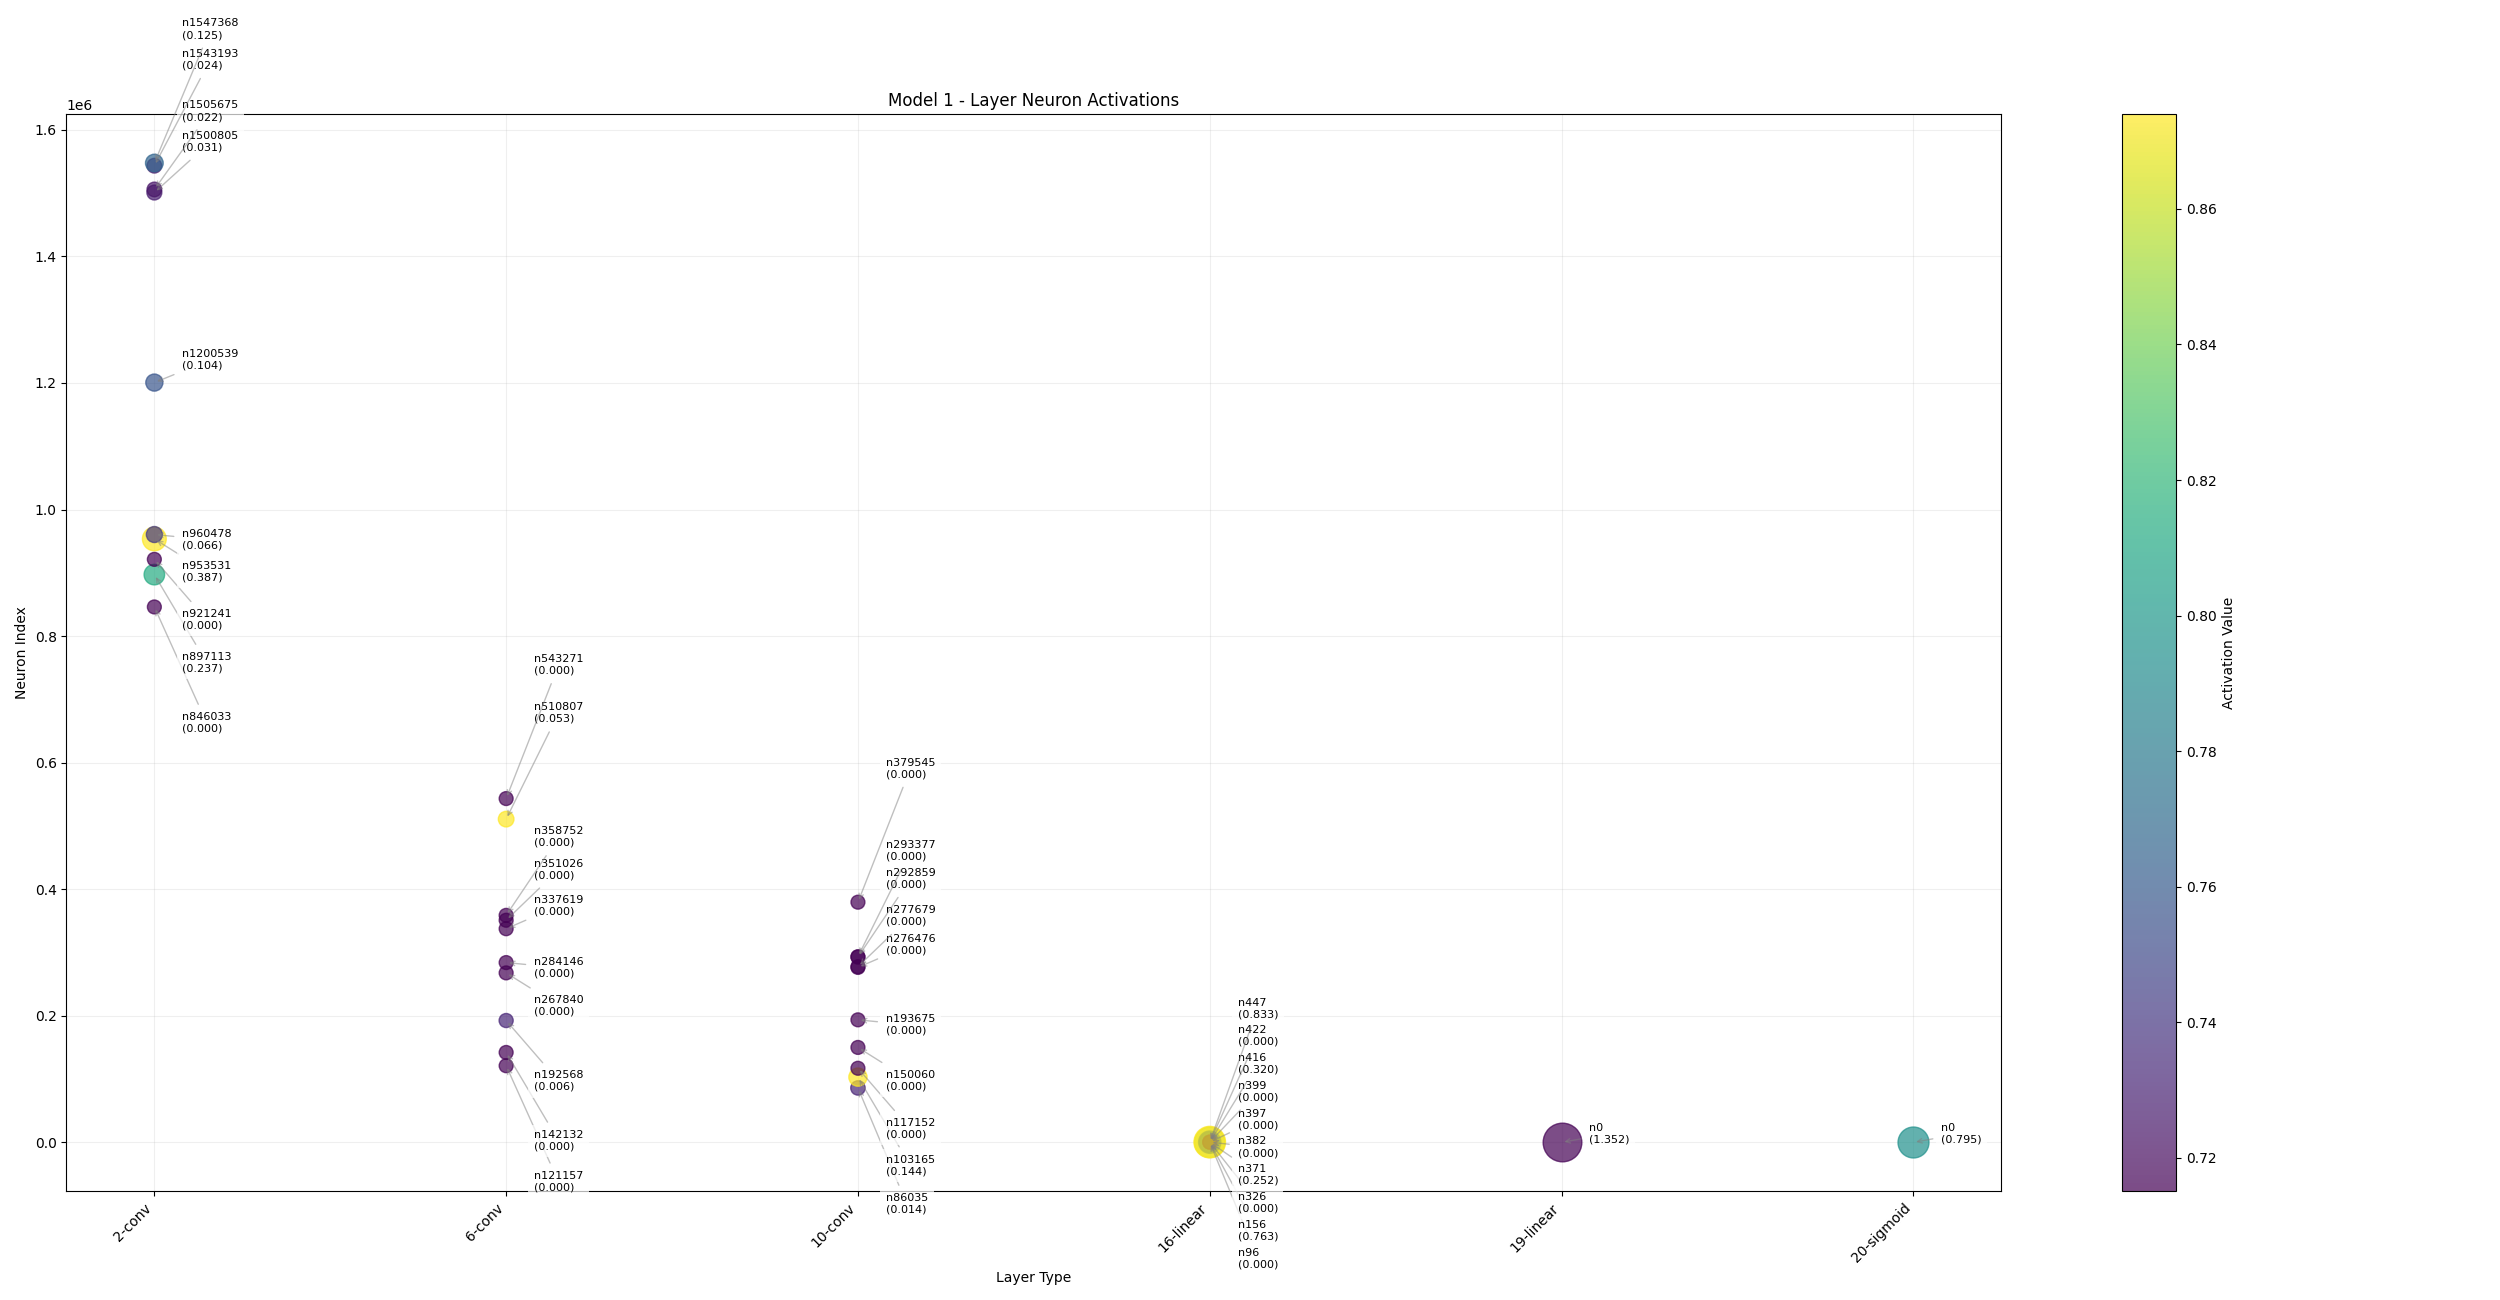 Model 1 - Layer Neuron Activations
1e6
1.6
1.4
1.2
1.0
0.8
0.6
0.4
0.2
0.0
Neuron Index
n1547368
(0.125)
n1543193
(0.024)
n1505675
(0.022)
n1500805
(0.031)
n1200539
(0.104)
n960478
(0.066)
n953531
(0.387)
n921241
(0.000)
n897113
(0.237)
n846033
(0.000)
n543271
(0.000)
n510807
(0.053)
n358752
(0.000)
n351026
(0.000)
n337619
(0.000)
n284146
(0.000)
n267840
(0.000)
n192568
(0.006)
n142132
(0.000)
n121157
(0.000)
n379545
(0.000)
n293377
(0.000)
n292859
(0.000)
n277679
(0.000)
n276476
(0.000)
n193675
(0.000)
n150060
(0.000)
n117152
(0.000)
n103165
(0.144)
n86035
(0.014)
n447
(0.833)
n422
(0.000)
n416
(0.320)
n399
(0.000)
n397
(0.000)
n382
(0.000)
n371
(0.252)
n326
(0.000)
n156
(0.763)
n96
(0.000)
n0
(1.352)
n0
(0.795)
2-conv
6-conv
10-conv
16-linear
19-linear
20-sigmoid
Layer Type
0.86
0.84
0.82
0.80
0.78
0.76
0.74
0.72
Activation Value